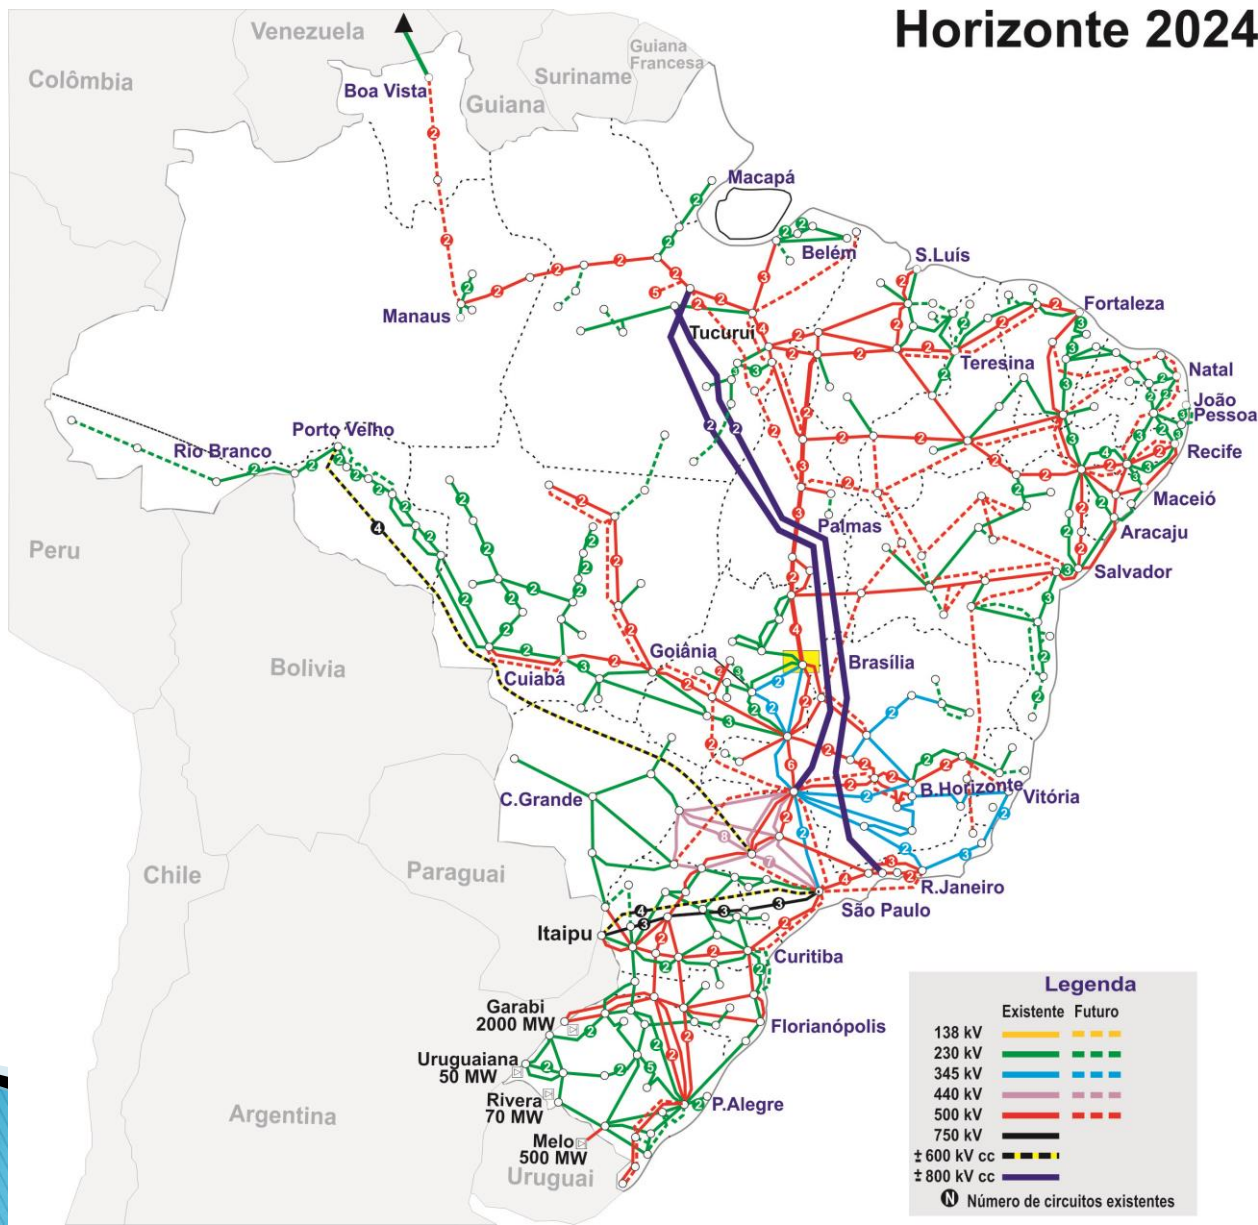 Horizonte 2024
Venezuela
Colômbia
Suriname
Guiana
Francesa
Guiana
Boa Vista
Macapá
Belém
S.Luís
Manaus
Tucuruí
Fortaleza
Teresina
Natal
João
Pessoa
Recife
Porto Velho
Rio Branco
Maceió
Palmas
Aracaju
Peru
Salvador
Bolivia
Cuiabá
Goiânia
Brasília
C.Grande
B.Horizonte
Vitória
Chile
Paraguai
R.Janeiro
São Paulo
Itaipu
Curitiba
Garabi
2000 MW
Florianópolis
Uruguaiana
50 MW
Rivera
70 MW
P.Alegre
Argentina
Melo
500 MW
Uruguai
Legenda
Existente Futuro
138 kV
230 kV
345 kV
440 kV
500 kV
750 kV
± 600 kV cc
± 800 kV cc
N Número de circuitos existentes